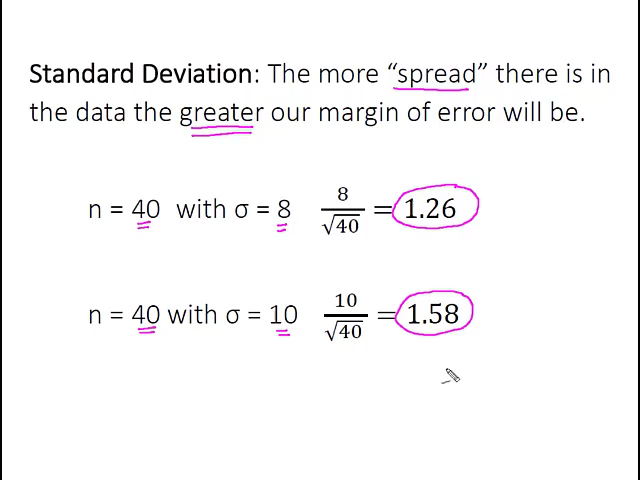 Standard Deviation: The more “spread” there is in
the data the greater our margin of error will be.
n = 40 with σ = 8 8/√40 = 1.26
n = 40 with σ = 10 10/√40 = 1.58